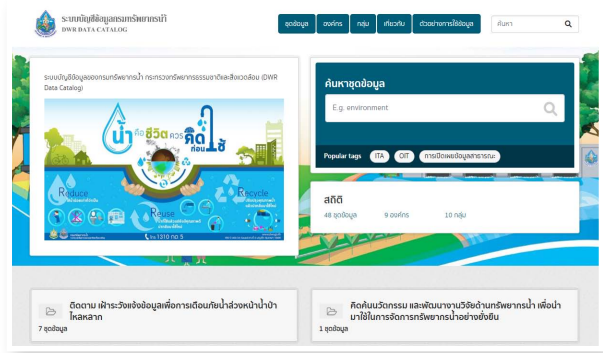 ระบบบัญชีข้อมูลกรมทรัพยากรน้ำ
DWR DATA CATALOG
ชุดข้อมูล องค์กร กลุ่ม เกี่ยวกับ ตัวอย่างการใช้ข้อมูล ค้นหา
ระบบบัญชีข้อมูลของกรมทรัพยากรน้ำ กระทรวงทรัพยากรธรรมชาติและสิ่งแวดล้อม (DWR
Data Catalog)
น้ำ คือ ชีวิต ควร คิด ก่อน ใช้
Reduce
Reuse
Recycle
โทร 1310 กด 5
ค้นหาชุดข้อมูล
E.g. environment
Popular tags ITA OIT การเปิดเผยข้อมูลสาธารณะ
สถิติ
48 ชุดข้อมูล 9 องค์กร 10 กลุ่ม
ติดตาม เฝ้าระวังแจ้งข้อมูลเพื่อการเตือนภัยน้ำล่วงหน้าน้ำป่า
ไหลหลาก
7 ชุดข้อมูล
คิดค้นนวัตกรรม และพัฒนางานวิจัยด้านทรัพยากรน้ำ เพื่อนำ
มาใช้ในการจัดการทรัพยากรน้ำอย่างยั่งยืน
1 ชุดข้อมูล